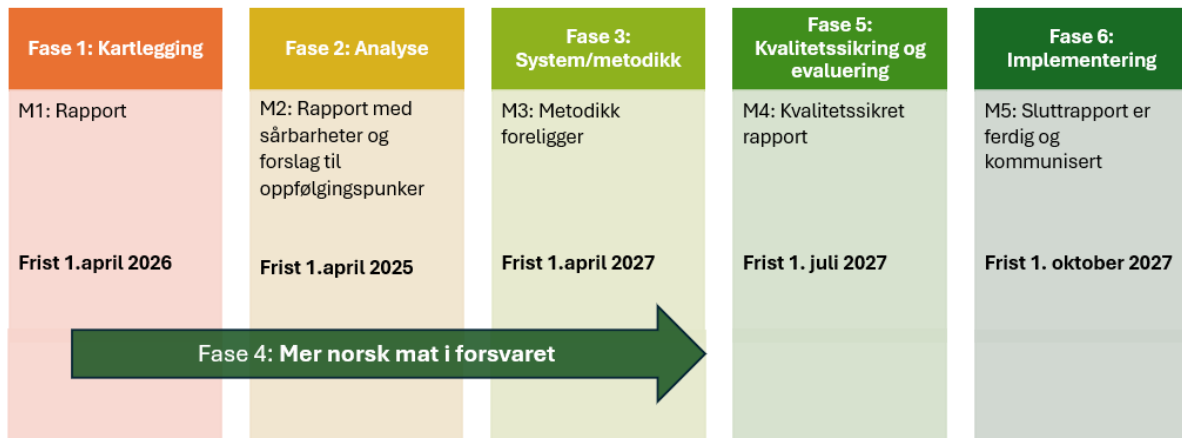 Fase 1: Kartlegging
M1: Rapport
Frist 1.april 2026
Fase 2: Analyse
M2: Rapport med
sårbarheter og
forslag til
oppfølgingspunker
Frist 1.april 2025
Fase 3:
System/metodikk
M3: Metodikk
foreligger
Frist 1.april 2027
Fase 5:
Kvalitetssikring og
evaluering
M4: Kvalitetssikret
rapport
Frist 1. juli 2027
Fase 6:
Implementering
M5: Sluttrapport er
ferdig og
kommunisert
Frist 1. oktober 2027
Fase 4: Mer norsk mat i forsvaret